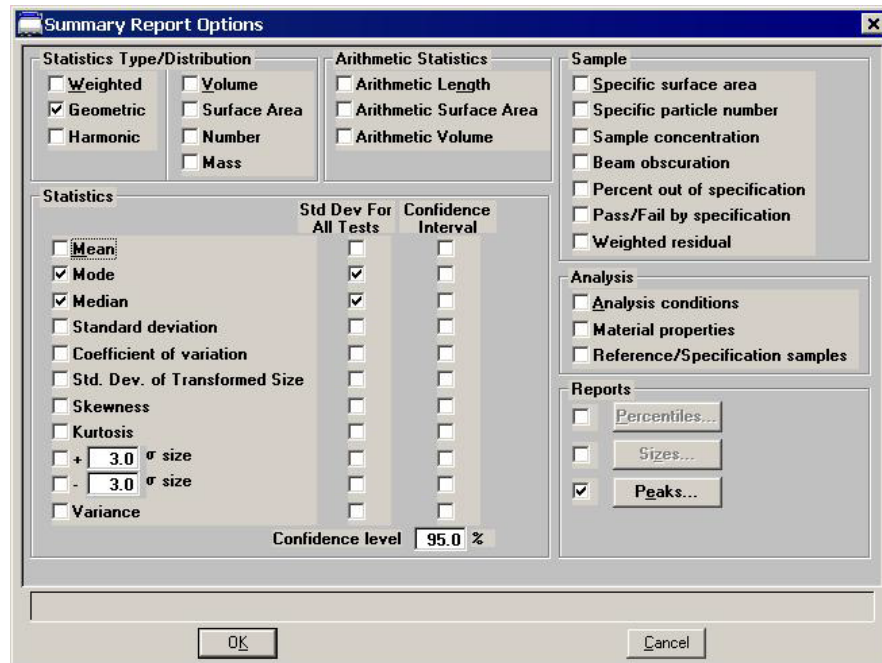 Summary Report Options
Statistics Type/Distribution
Weighted
Geometric
Harmonic
Volume
Surface Area
Number
Mass
Arithmetic Statistics
Arithmetic Length
Arithmetic Surface Area
Arithmetic Volume
Sample
Specific surface area
Specific particle number
Sample concentration
Beam obscuration
Percent out of specification
Pass/Fail by specification
Weighted residual
Statistics
Std Dev For
All Tests
Confidence
Interval
Mean
Mode
Median
Standard deviation
Coefficient of variation
Std. Dev. of Transformed Size
Skewness
Kurtosis
+ 3.0 σ size
- 3.0 σ size
Variance
Confidence level 95.0 %
Analysis
Analysis conditions
Material properties
Reference/Specification samples
Reports
Percentiles...
Sizes...
Peaks...
OK
Cancel